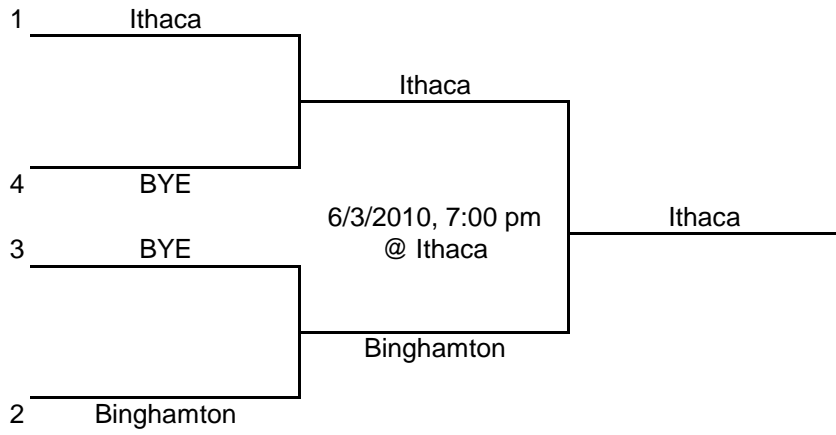 1 Ithaca
Ithaca
4 BYE
6/3/2010, 7:00 pm
@ Ithaca
Ithaca
3 BYE
Binghamton
2 Binghamton